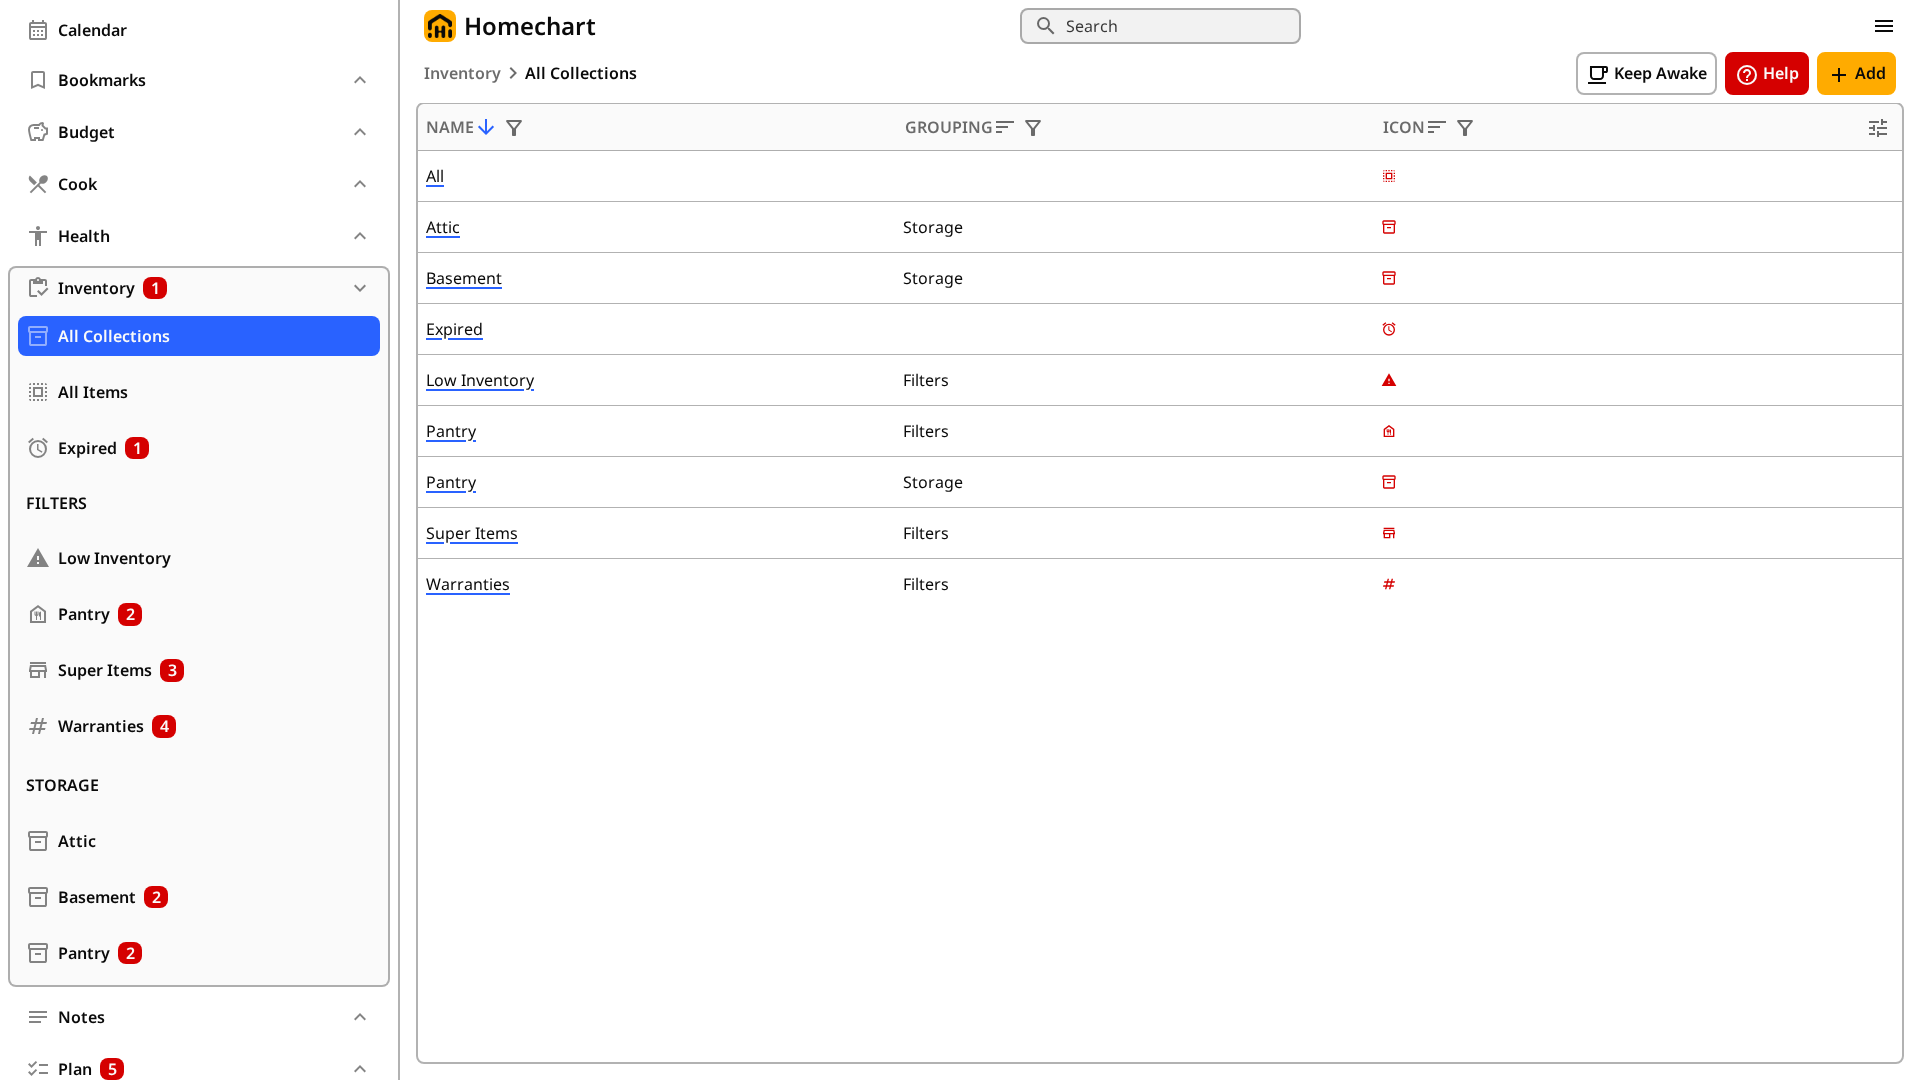 Calendar
Bookmarks
Budget
Cook
Health
Inventory 1
All Collections
All Items
Expired 1
FILTERS
Low Inventory
Pantry 2
Super Items 3
Warranties 4
STORAGE
Attic
Basement 2
Pantry 2
Notes
Plan 5
Homechart
Search
Inventory All Collections
Keep Awake Help Add
NAME GROUPING ICON
All
Attic Storage
Basement Storage
Expired
Low Inventory Filters
Pantry Filters
Pantry Storage
Super Items Filters
Warranties Filters